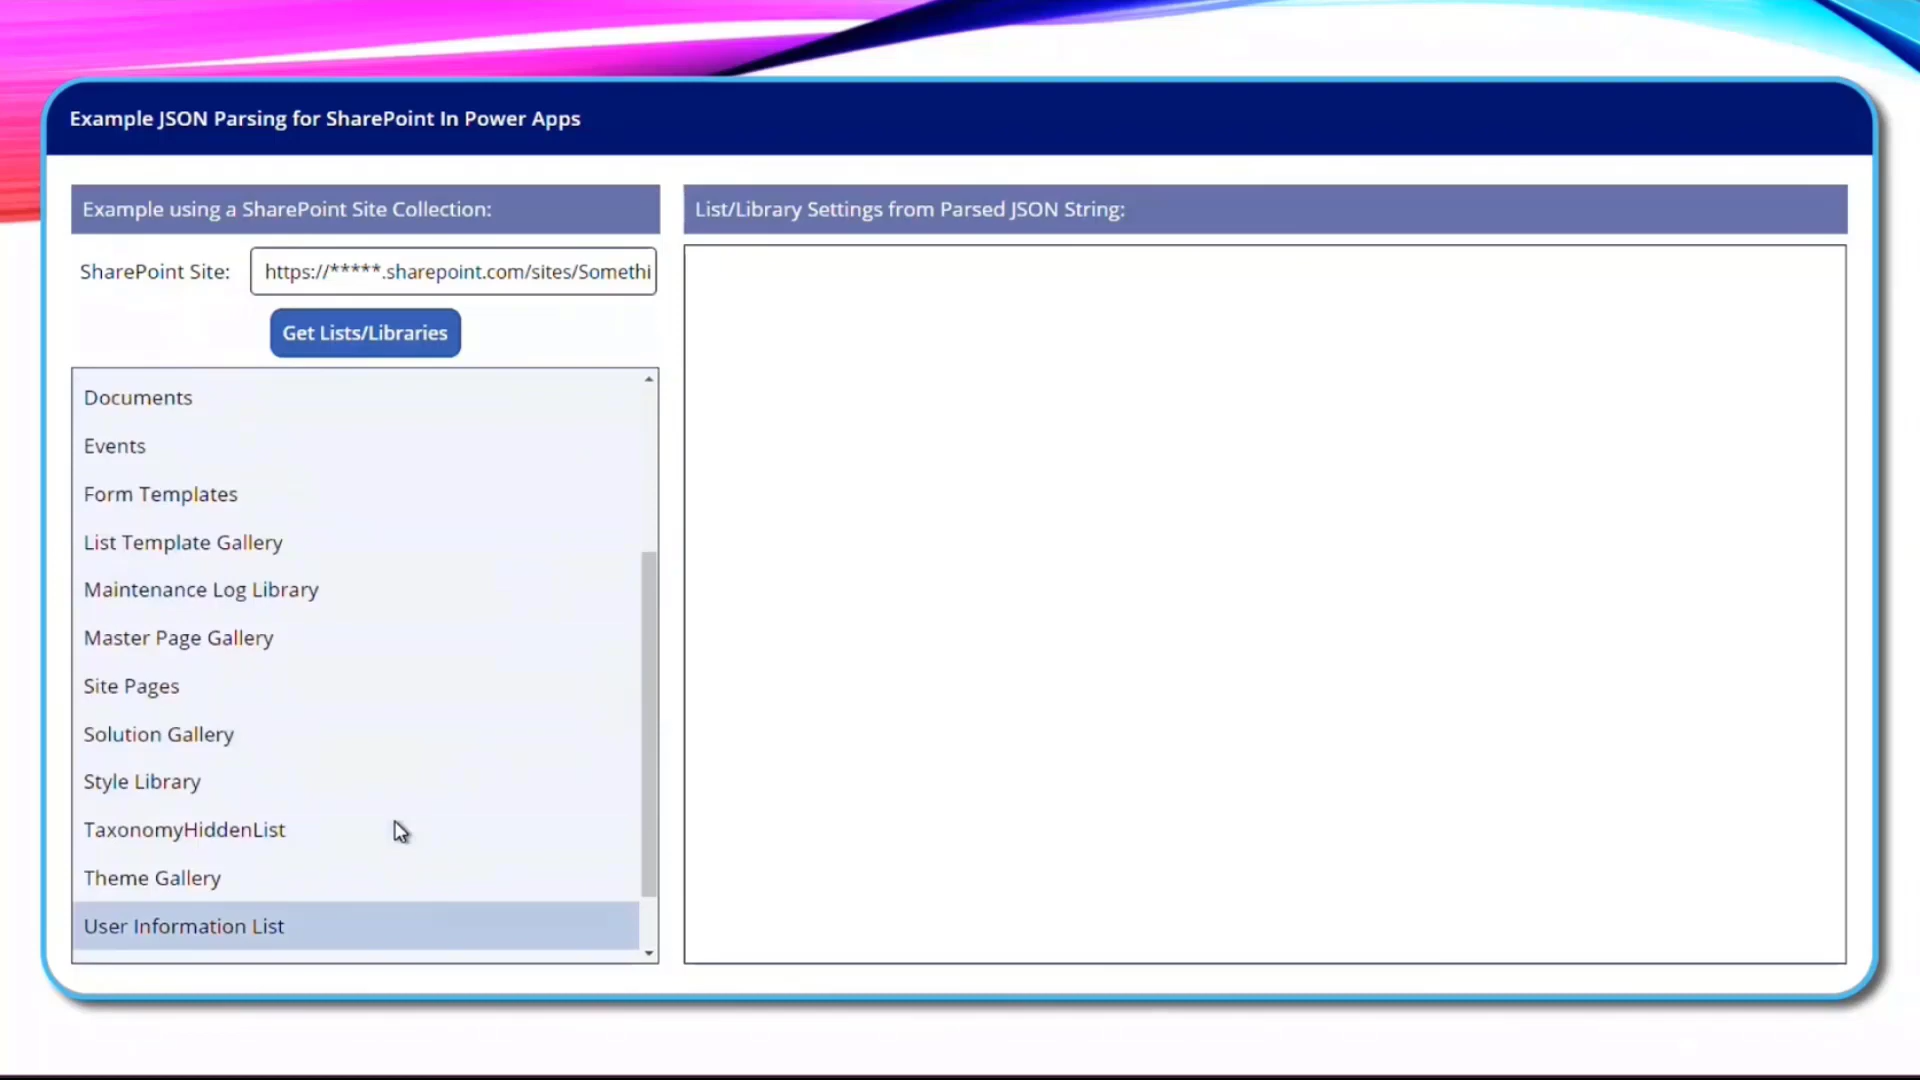 Example JSON Parsing for SharePoint In Power Apps
Example using a SharePoint Site Collection:
List/Library Settings from Parsed JSON String:
SharePoint Site:
https://*****.sharepoint.com/sites/Somethi
Get Lists/Libraries
Documents
Events
Form Templates
List Template Gallery
Maintenance Log Library
Master Page Gallery
Site Pages
Solution Gallery
Style Library
TaxonomyHiddenList
Theme Gallery
User Information List